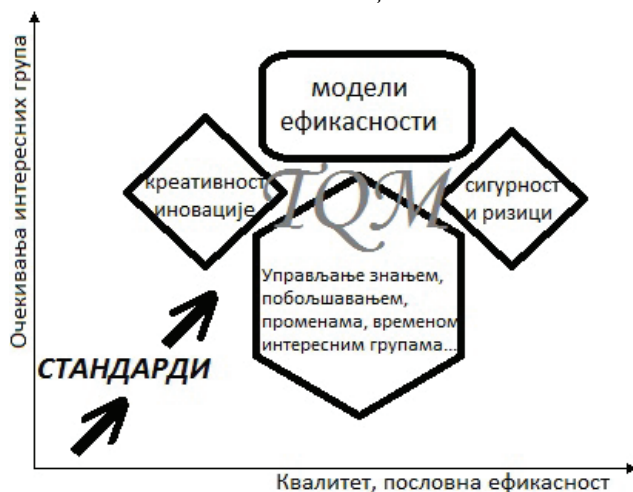 Очекивања интересних група
модели
ефикасности
креативност
иновације
TQM
сигурност
и ризици
Управљање знањем,
побољшавањем,
променама, временом
интересним групама...
СТАНДАРДИ
Квалитет, пословна ефикасност